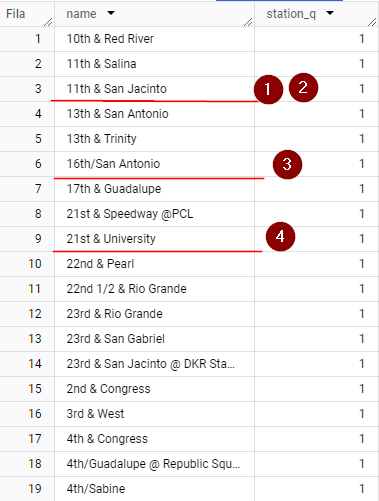 Fila name station_q
1 10th & Red River 1
2 11th & Salina 1
3 11th & San Jacinto 1 1 2
4 13th & San Antonio 1
5 13th & Trinity 1
6 16th/San Antonio 3 1
7 17th & Guadalupe 1
8 21st & Speedway @PCL 1
9 21st & University 4 1
10 22nd & Pearl 1
11 22nd 1/2 & Rio Grande 1
12 23rd & Rio Grande 1
13 23rd & San Gabriel 1
14 23rd & San Jacinto @ DKR Sta... 1
15 2nd & Congress 1
16 3rd & West 1
17 4th & Congress 1
18 4th/Guadalupe @ Republic Squ... 1
19 4th/Sabine 1